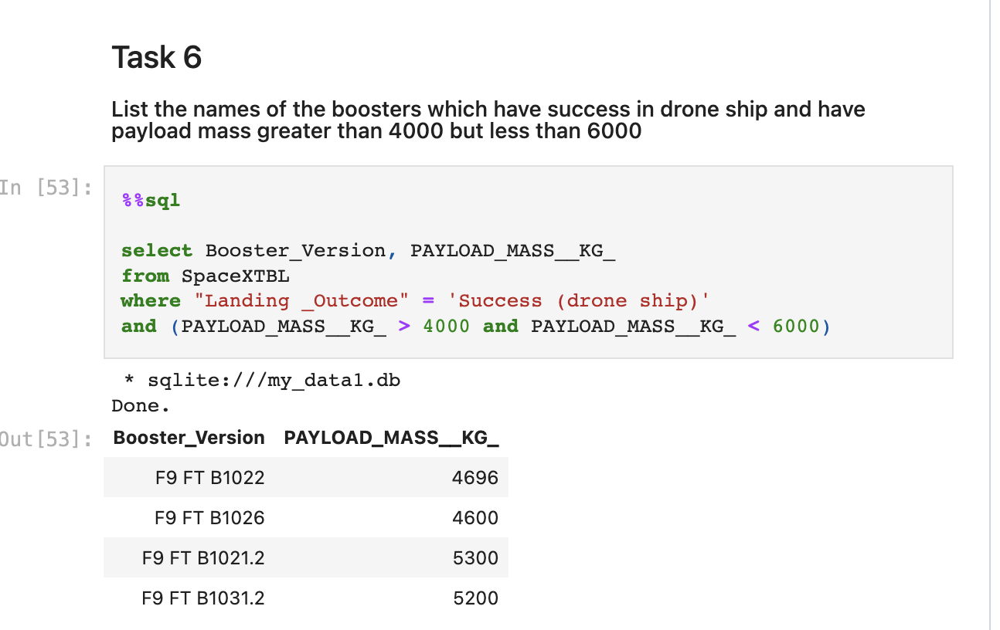 Task 6
List the names of the boosters which have success in drone ship and have
payload mass greater than 4000 but less than 6000
In [53]:
%%sql
select Booster_Version, PAYLOAD_MASS__KG_
from SpaceXTBL
where "Landing _Outcome" = 'Success (drone ship)'
and (PAYLOAD_MASS__KG_ > 4000 and PAYLOAD_MASS__KG_ < 6000)
* sqlite:///my_data1.db
Done.
Out[53]:
Booster_Version PAYLOAD_MASS__KG_
F9 FT B1022 4696
F9 FT B1026 4600
F9 FT B1021.2 5300
F9 FT B1031.2 5200